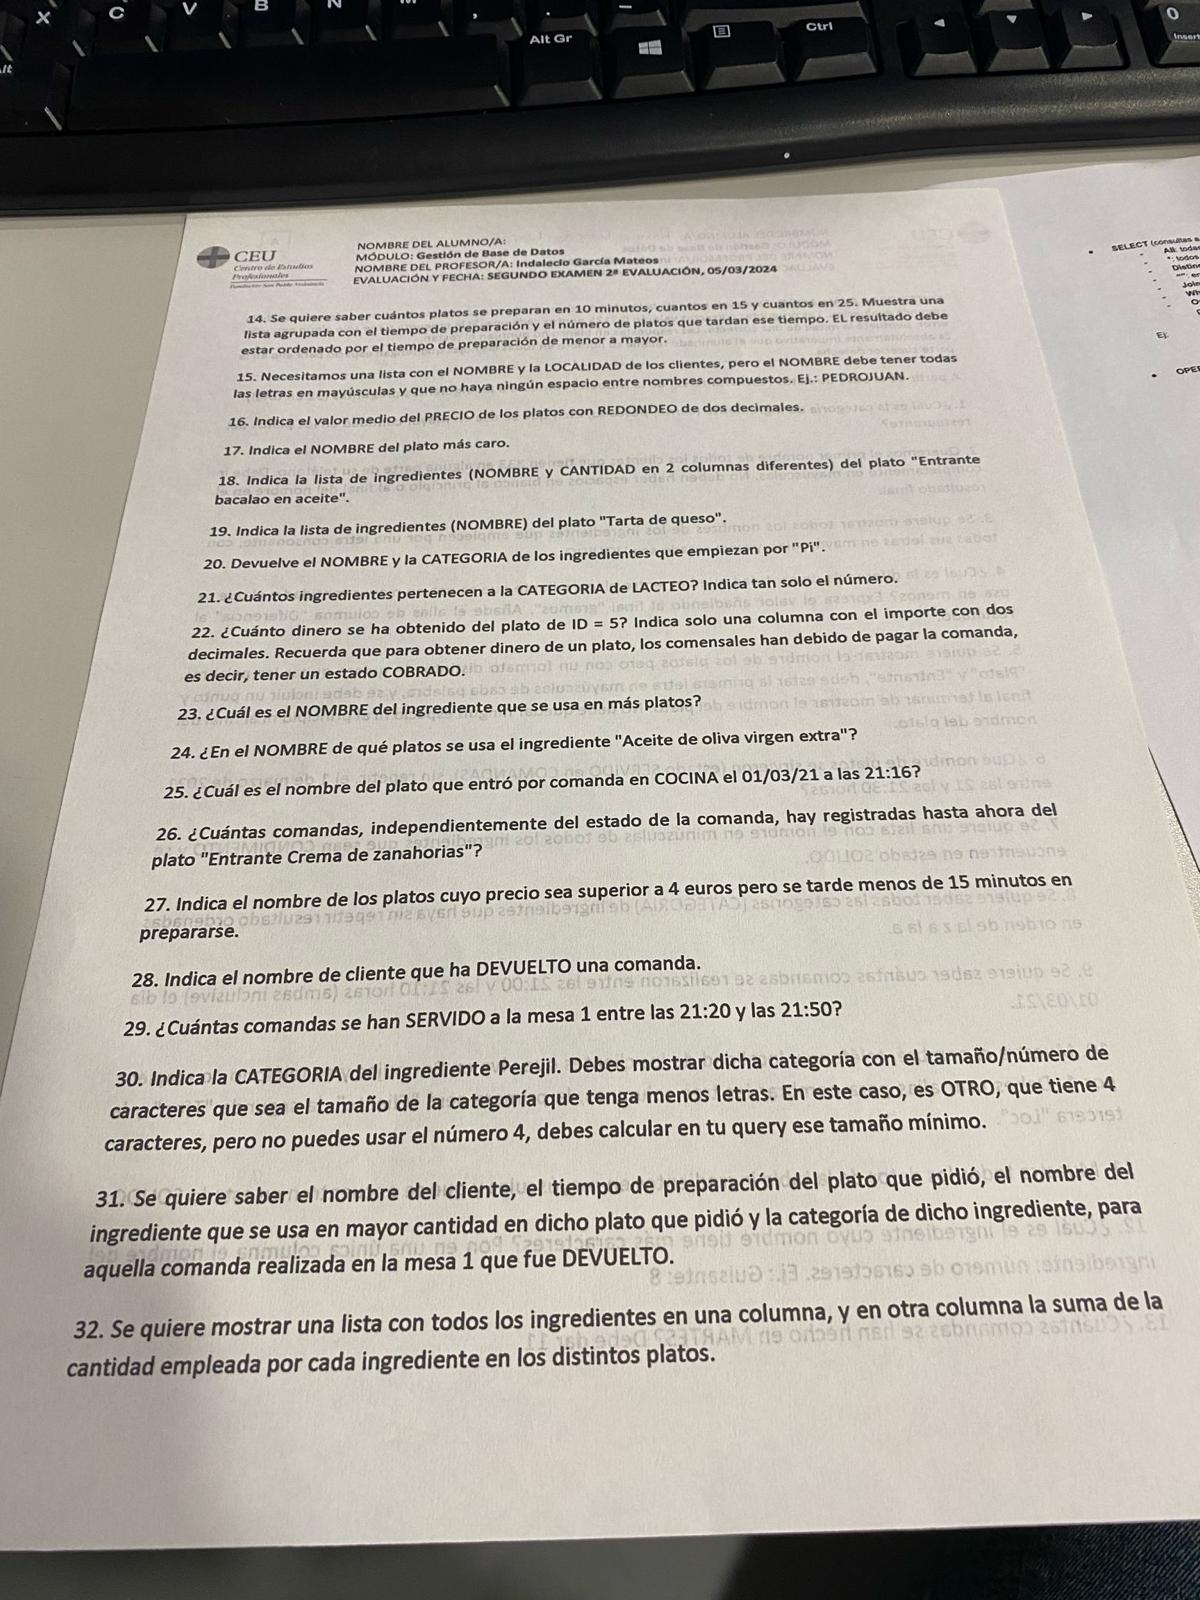 X
C
V
B
N
Alt Gr
Ctrl
0
Insert
CEU
Centro de Estudios
Profesionales
Fundación San Pablo Andalucía
NOMBRE DEL ALUMNO/A:
MÓDULO: Gestión de Base de Datos
NOMBRE DEL PROFESOR/A: Indalecio García Mateos
EVALUACIÓN Y FECHA: SEGUNDO EXAMEN 2ª EVALUACIÓN, 05/03/2024
14. Se quiere saber cuántos platos se preparan en 10 minutos, cuantos en 15 y cuantos en 25. Muestra una
lista agrupada con el tiempo de preparación y el número de platos que tardan ese tiempo. EL resultado debe
estar ordenado por el tiempo de preparación de menor a mayor.
15. Necesitamos una lista con el NOMBRE y la LOCALIDAD de los clientes, pero el NOMBRE debe tener todas
las letras en mayúsculas y que no haya ningún espacio entre nombres compuestos. Ej.: PEDROJUAN.
16. Indica el valor medio del PRECIO de los platos con REDONDEO de dos decimales.
17. Indica el NOMBRE del plato más caro.
18. Indica la lista de ingredientes (NOMBRE y CANTIDAD en 2 columnas diferentes) del plato "Entrante
bacalao en aceite".
19. Indica la lista de ingredientes (NOMBRE) del plato "Tarta de queso".
20. Devuelve el NOMBRE y la CATEGORIA de los ingredientes que empiezan por "Pi".
21. ¿Cuántos ingredientes pertenecen a la CATEGORIA de LACTEO? Indica tan solo el número.
22. ¿Cuánto dinero se ha obtenido del plato de ID = 5? Indica solo una columna con el importe con dos
decimales. Recuerda que para obtener dinero de un plato, los comensales han debido de pagar la comanda,
es decir, tener un estado COBRADO.
23. ¿Cuál es el NOMBRE del ingrediente que se usa en más platos?
24. ¿En el NOMBRE de qué platos se usa el ingrediente "Aceite de oliva virgen extra"?
25. ¿Cuál es el nombre del plato que entró por comanda en COCINA el 01/03/21 a las 21:16?
26. ¿Cuántas comandas, independientemente del estado de la comanda, hay registradas hasta ahora del
plato "Entrante Crema de zanahorias"?
27. Indica el nombre de los platos cuyo precio sea superior a 4 euros pero se tarde menos de 15 minutos en
prepararse.
28. Indica el nombre de cliente que ha DEVUELTO una comanda.
29. ¿Cuántas comandas se han SERVIDO a la mesa 1 entre las 21:20 y las 21:50?
30. Indica la CATEGORIA del ingrediente Perejil. Debes mostrar dicha categoría con el tamaño/número de
caracteres que sea el tamaño de la categoría que tenga menos letras. En este caso, es OTRO, que tiene 4
caracteres, pero no puedes usar el número 4, debes calcular en tu query ese tamaño mínimo.
31. Se quiere saber el nombre del cliente, el tiempo de preparación del plato que pidió, el nombre del
ingrediente que se usa en mayor cantidad en dicho plato que pidió y la categoría de dicho ingrediente, para
aquella comanda realizada en la mesa 1 que fue DEVUELTO.
32. Se quiere mostrar una lista con todos los ingredientes en una columna, y en otra columna la suma de la
cantidad empleada por cada ingrediente en los distintos platos.
SELECT (consultas a
All: todas
*: todos
Ej: